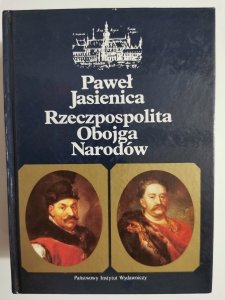 Paweł
Jasienica
Rzeczpospolita
Obojga
Narodów
Państwowy Instytut Wydawniczy